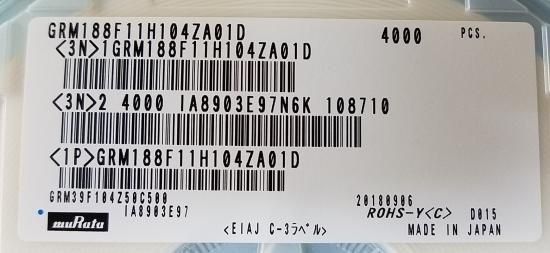 GRM188F11H104ZA01D 4000 PCS.
<3N>1GRM188F11H104ZA01D
<3N>2 4000 IA8903E97N6K 108710
<1P>GRM188F11H104ZA01D
GRM39F104Z50C500 20180906
IA8903E97 ROHS-Y<C> D015
muRata <EIAJ C-3ラベル> MADE IN JAPAN